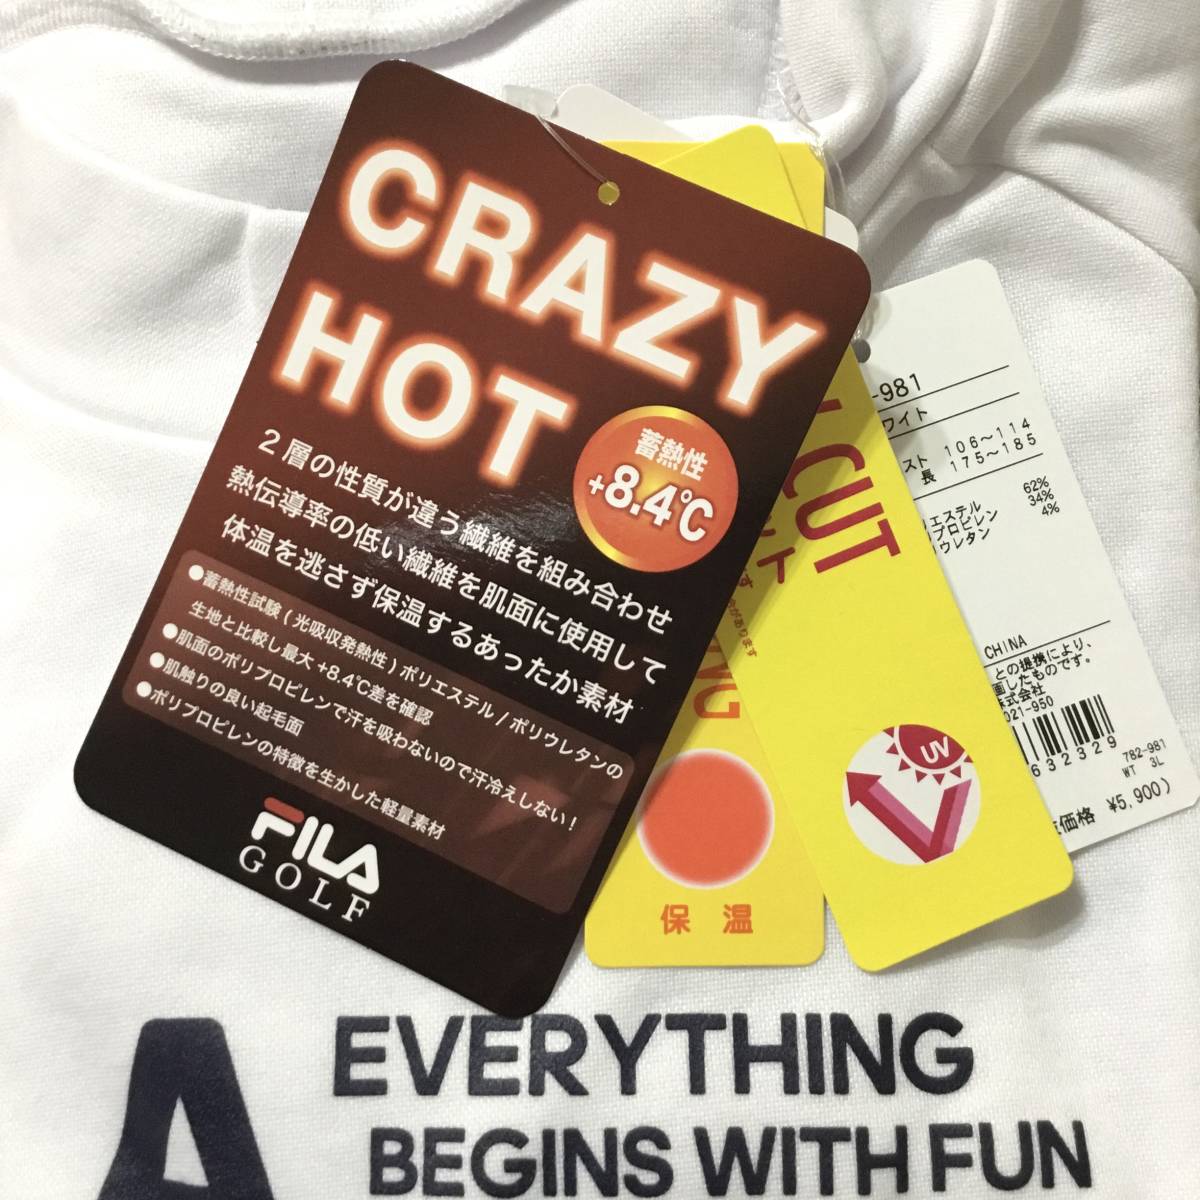 CRAZY
HOT
蓄熱性
+8.4℃
2層の性質が違う繊維を組み合わせ
熱伝導率の低い繊維を肌面に使用して
体温を逃さず保温するあったか素材
●蓄熱性試験(光吸収発熱性)ポリエステル/ポリウレタンの
生地と比較し最大+8.4℃差を確認
●肌面のポリプロピレンで汗を吸わないので汗冷えしない!
●肌触りの良い起毛面
●ポリプロピレンの特徴を生かした軽量素材
FILA
GOLF
CUT
保温
UV
-981
ワイト
スト 106〜114
長 175〜185
リエステル 62%
プロピレン 34%
ウレタン 4%
CHINA
との提携により、
画したものです。
株式会社
021-950
632329
782-981
WT 3L
価格 ¥5,900)
A
EVERYTHING
BEGINS WITH FUN